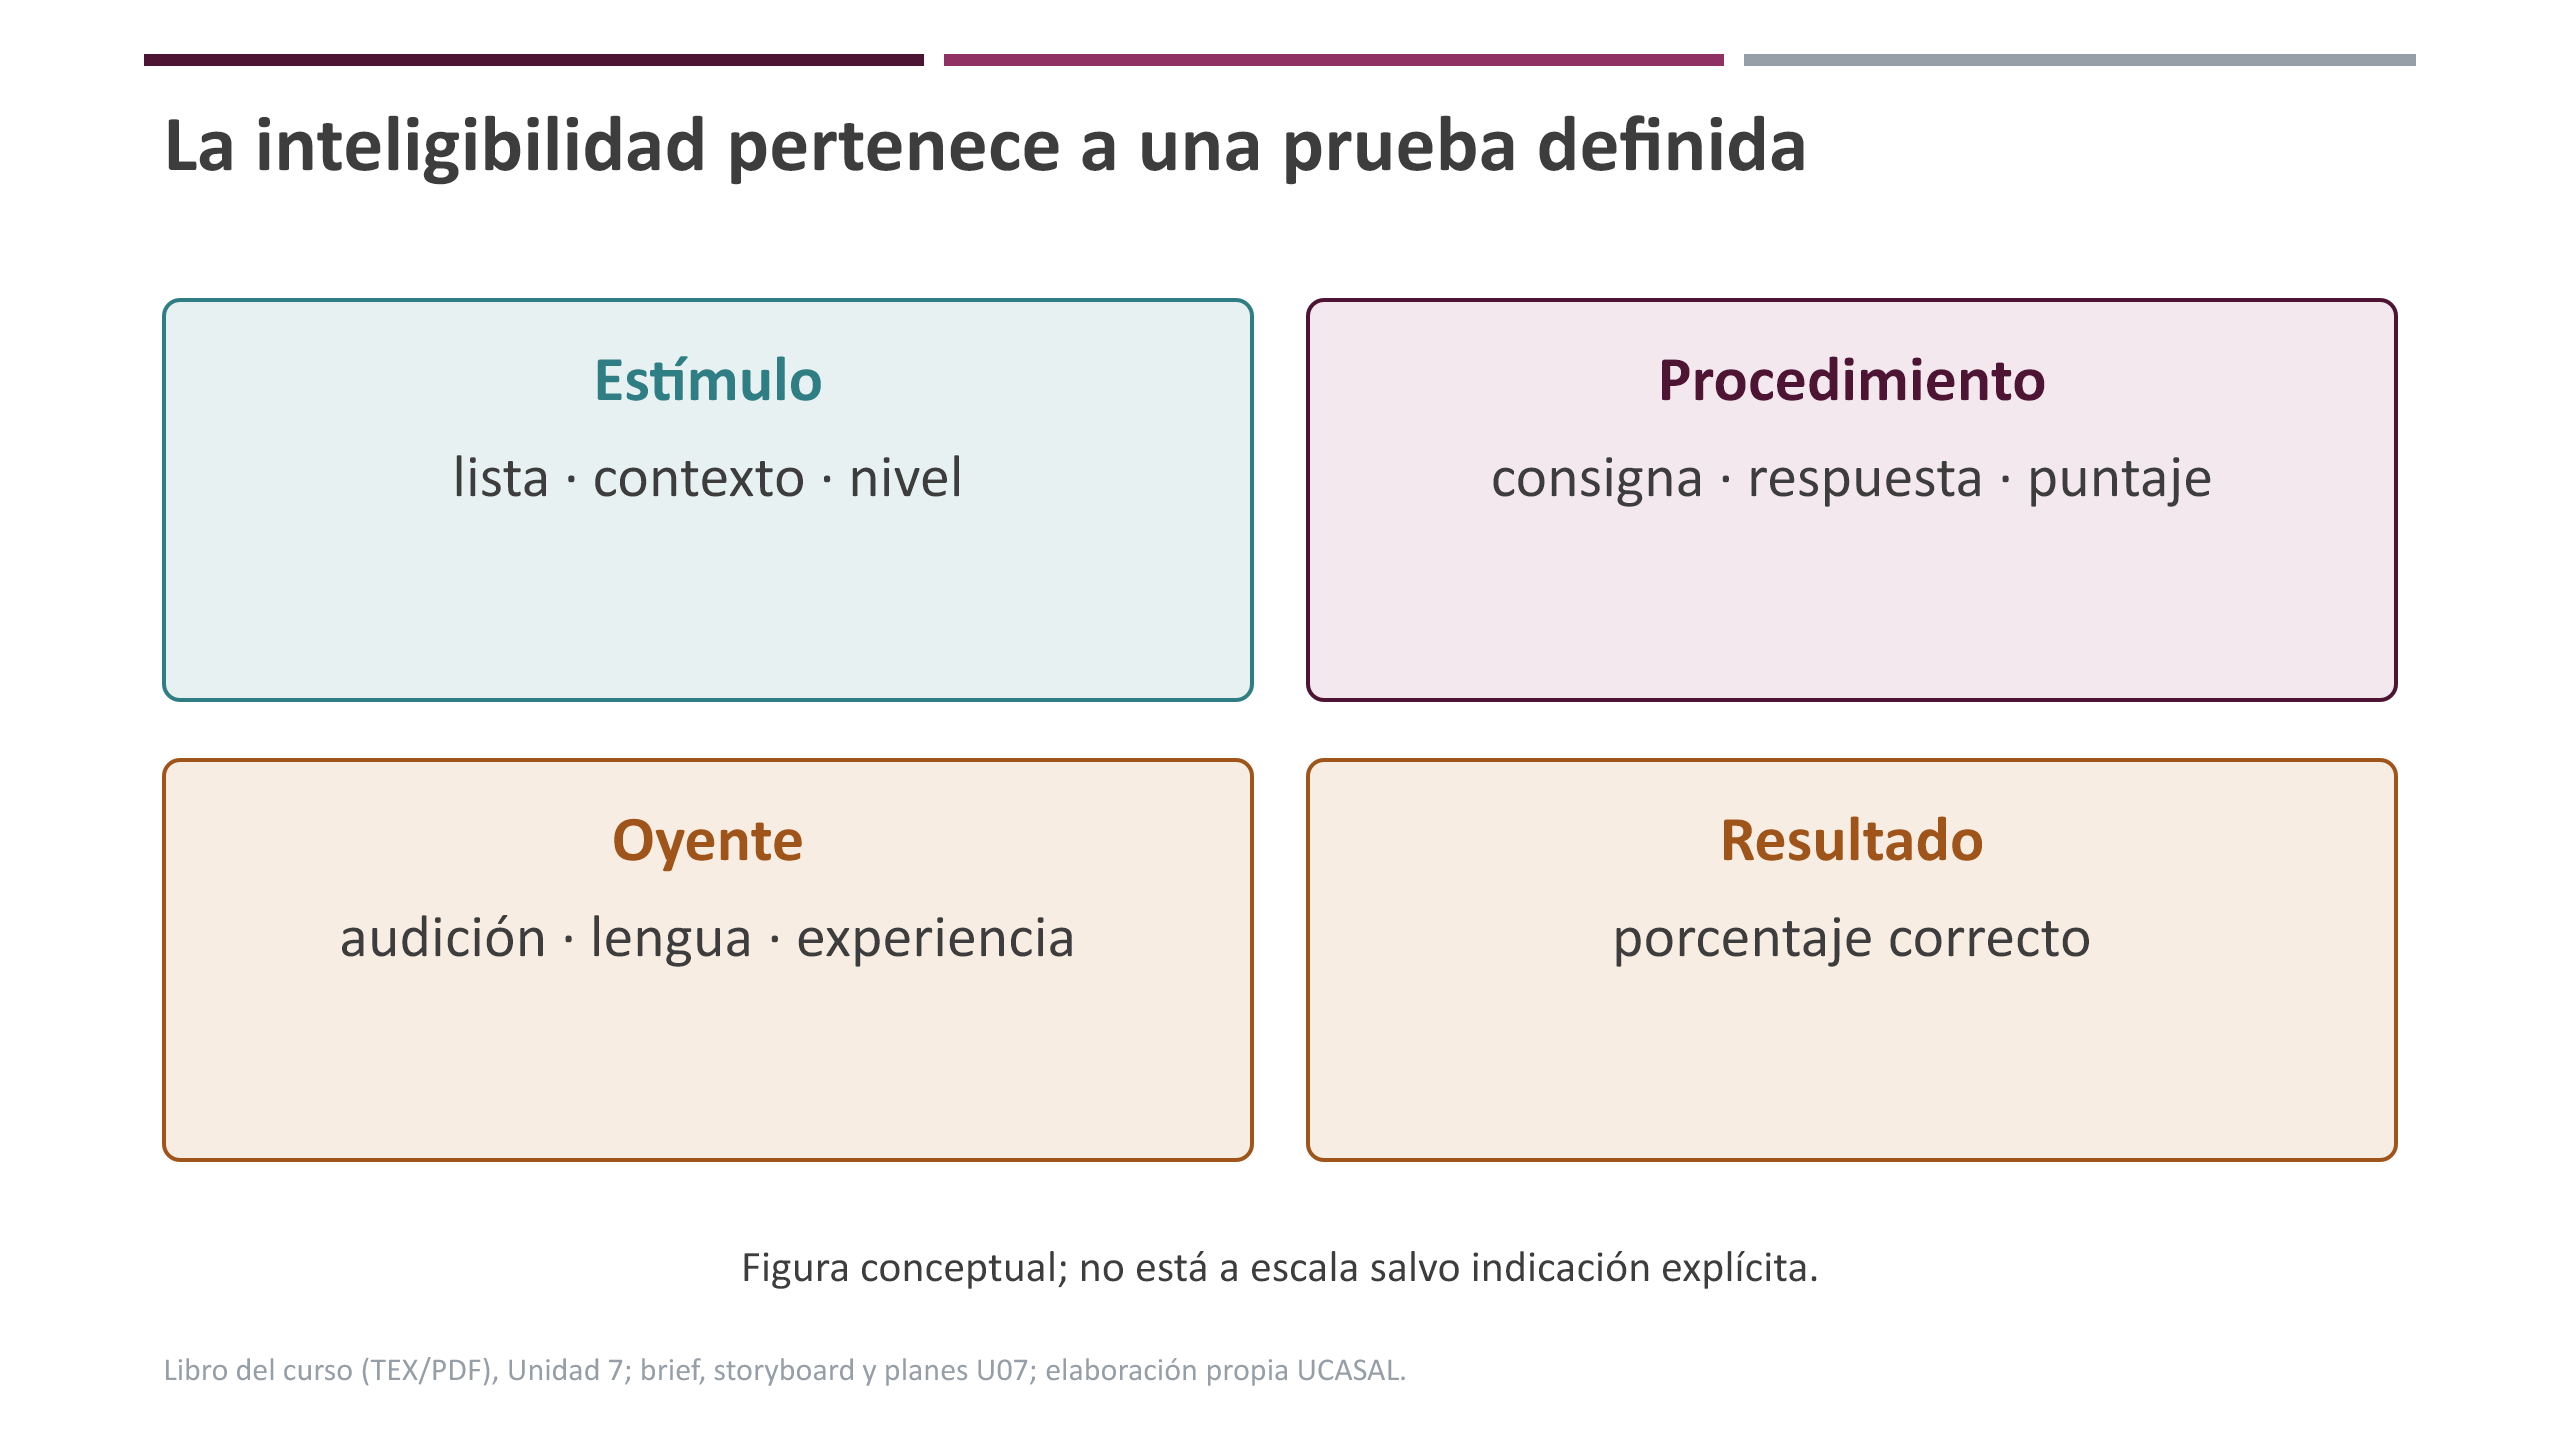 La inteligibilidad pertenece a una prueba definida
Estímulo
lista · contexto · nivel
Procedimiento
consigna · respuesta · puntaje
Oyente
audición · lengua · experiencia
Resultado
porcentaje correcto
Figura conceptual; no está a escala salvo indicación explícita.
Libro del curso (TEX/PDF), Unidad 7; brief, storyboard y planes U07; elaboración propia UCASAL.